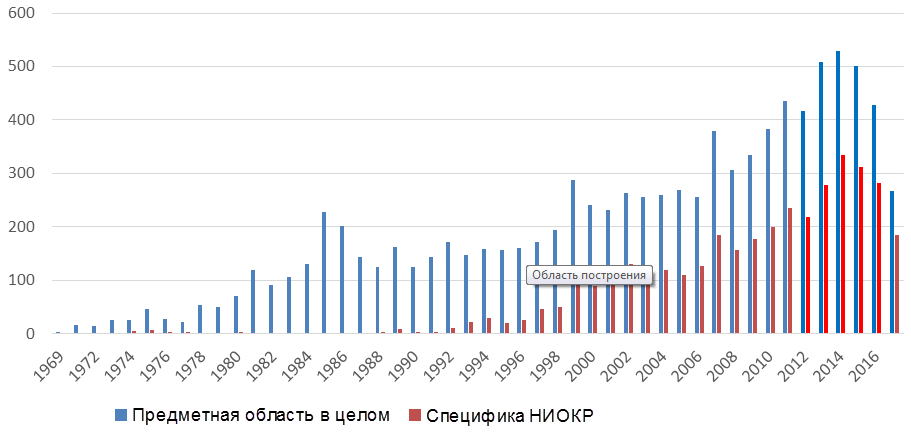 600
500
400
300
200
100
0
Область построения
1969 1972 1974 1976 1978 1980 1982 1984 1986 1988 1990 1992 1994 1996 1998 2000 2002 2004 2006 2008 2010 2012 2014 2016
Предметная область в целом Специфика НИОКР